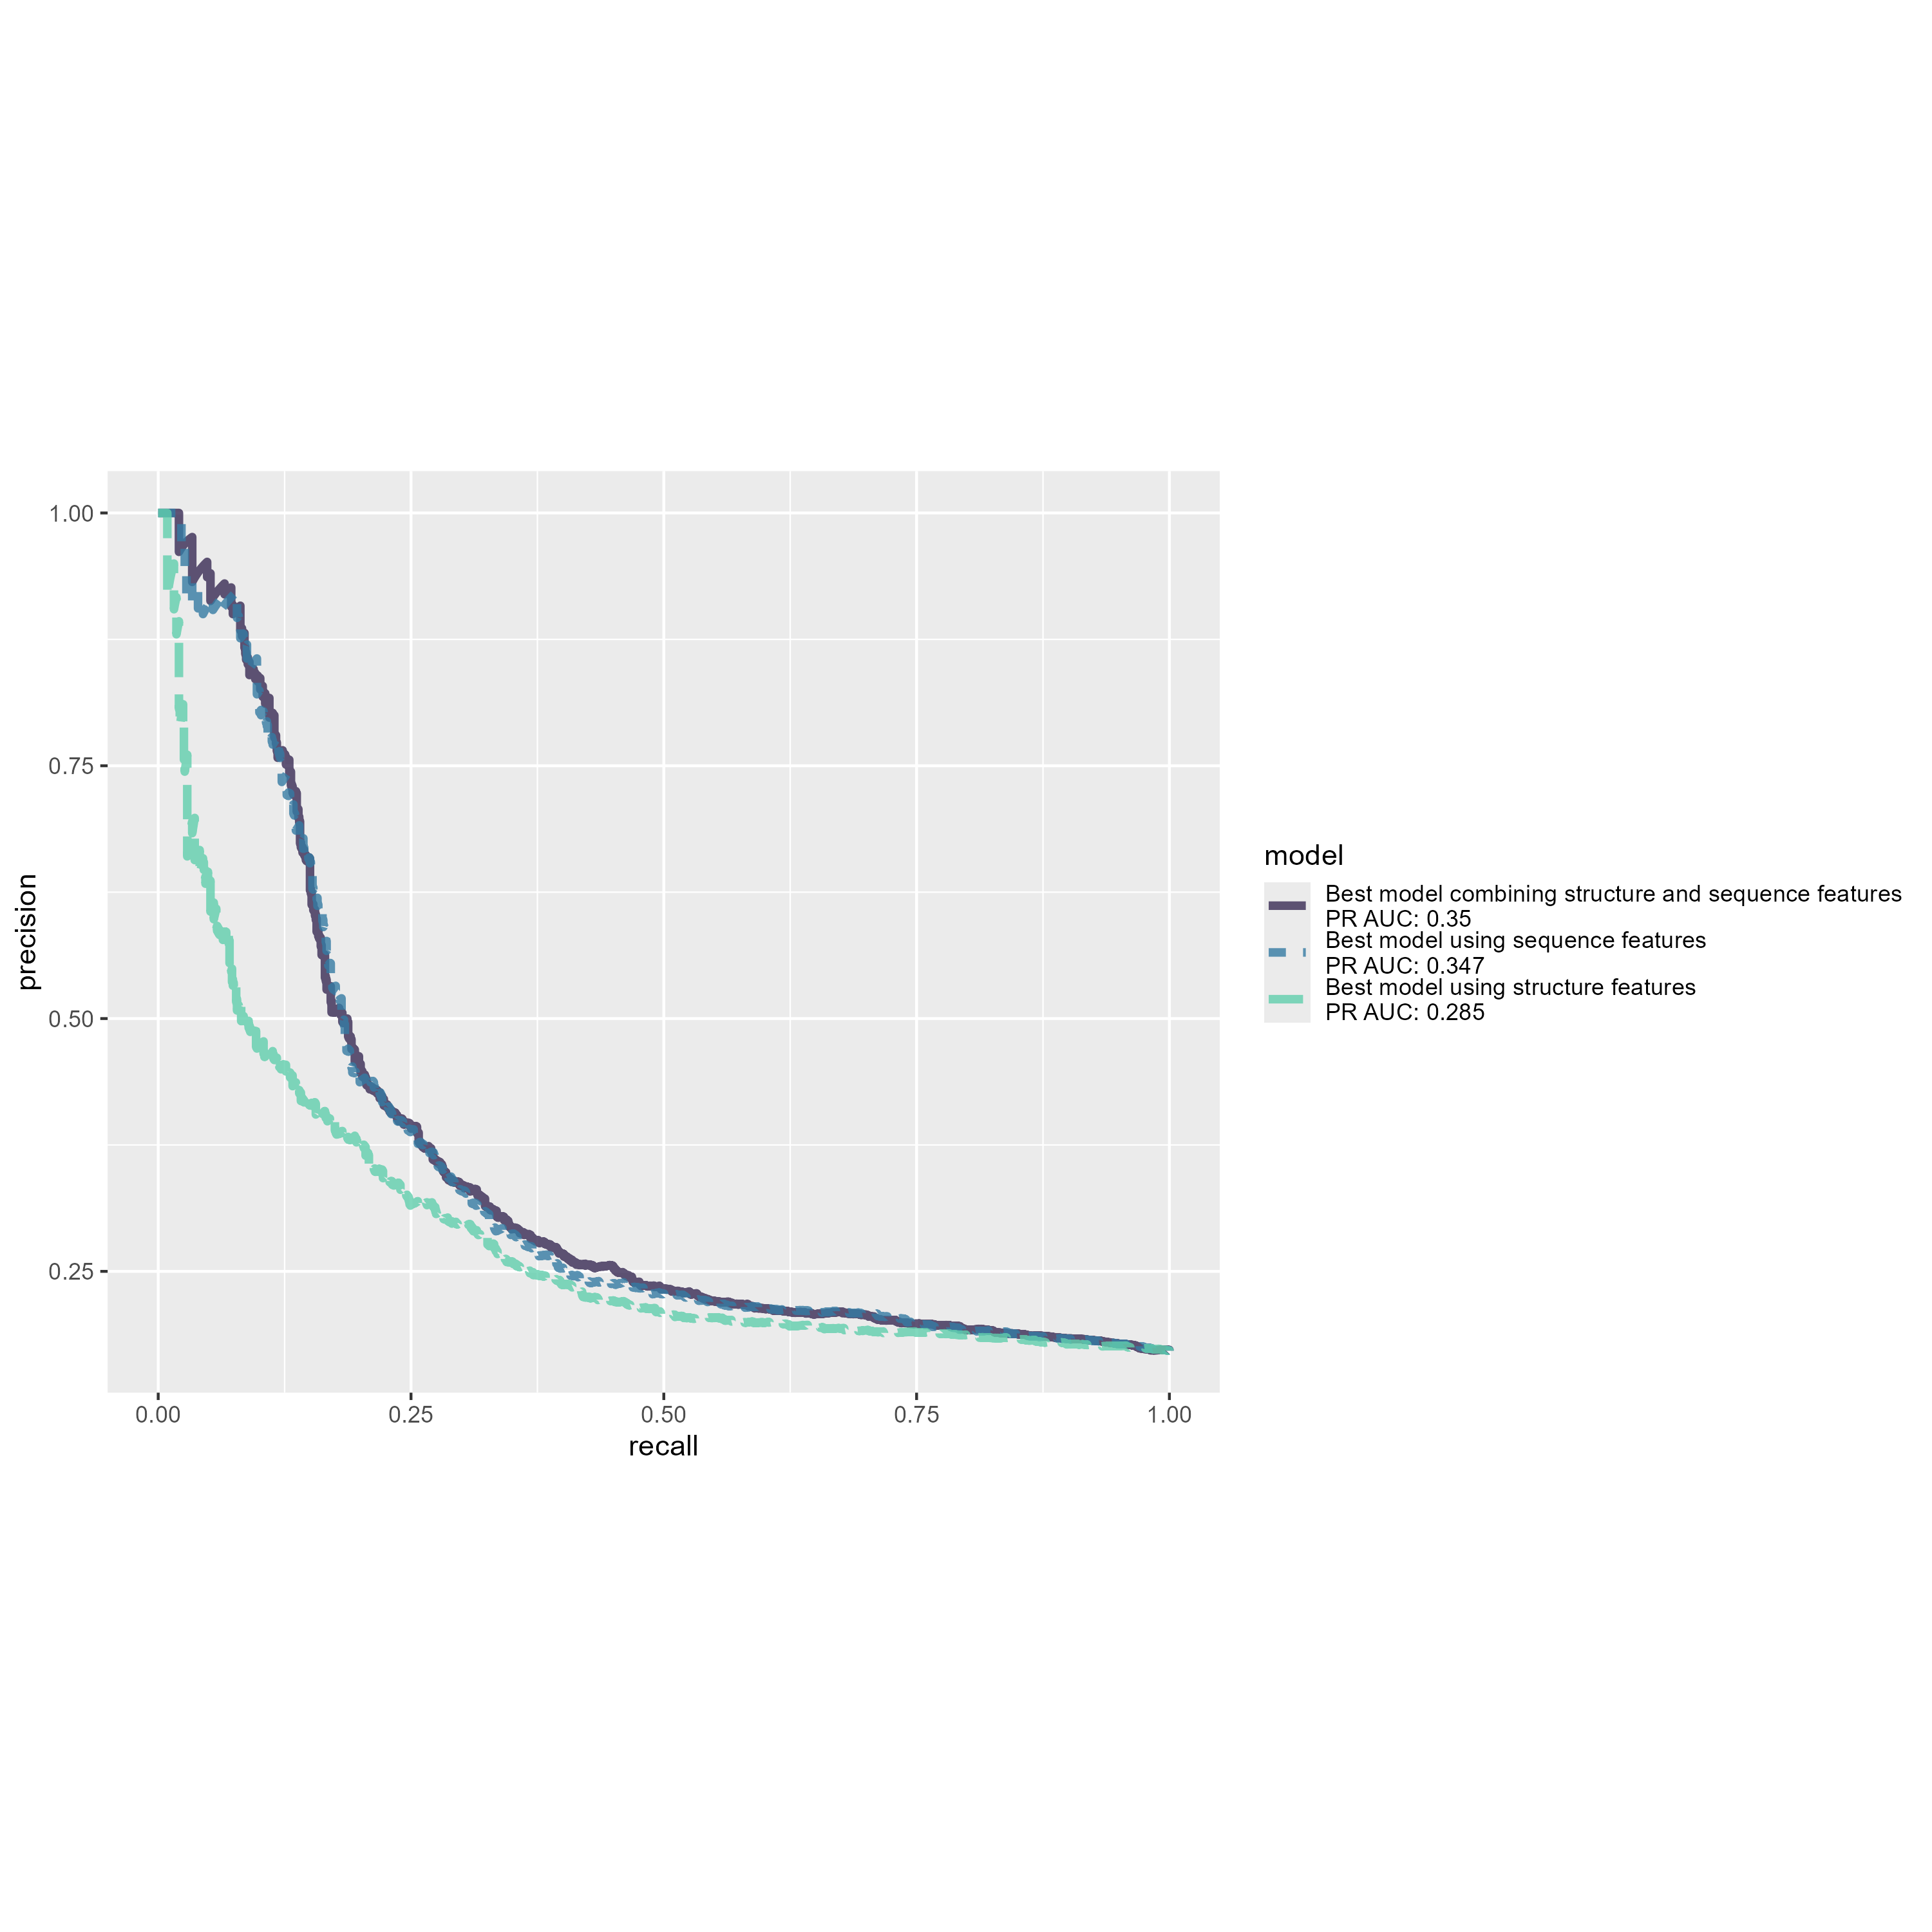 1.00
0.75
0.50
0.25
precision
0.00 0.25 0.50 0.75 1.00
recall
model
Best model combining structure and sequence features
PR AUC: 0.35
Best model using sequence features
PR AUC: 0.347
Best model using structure features
PR AUC: 0.285